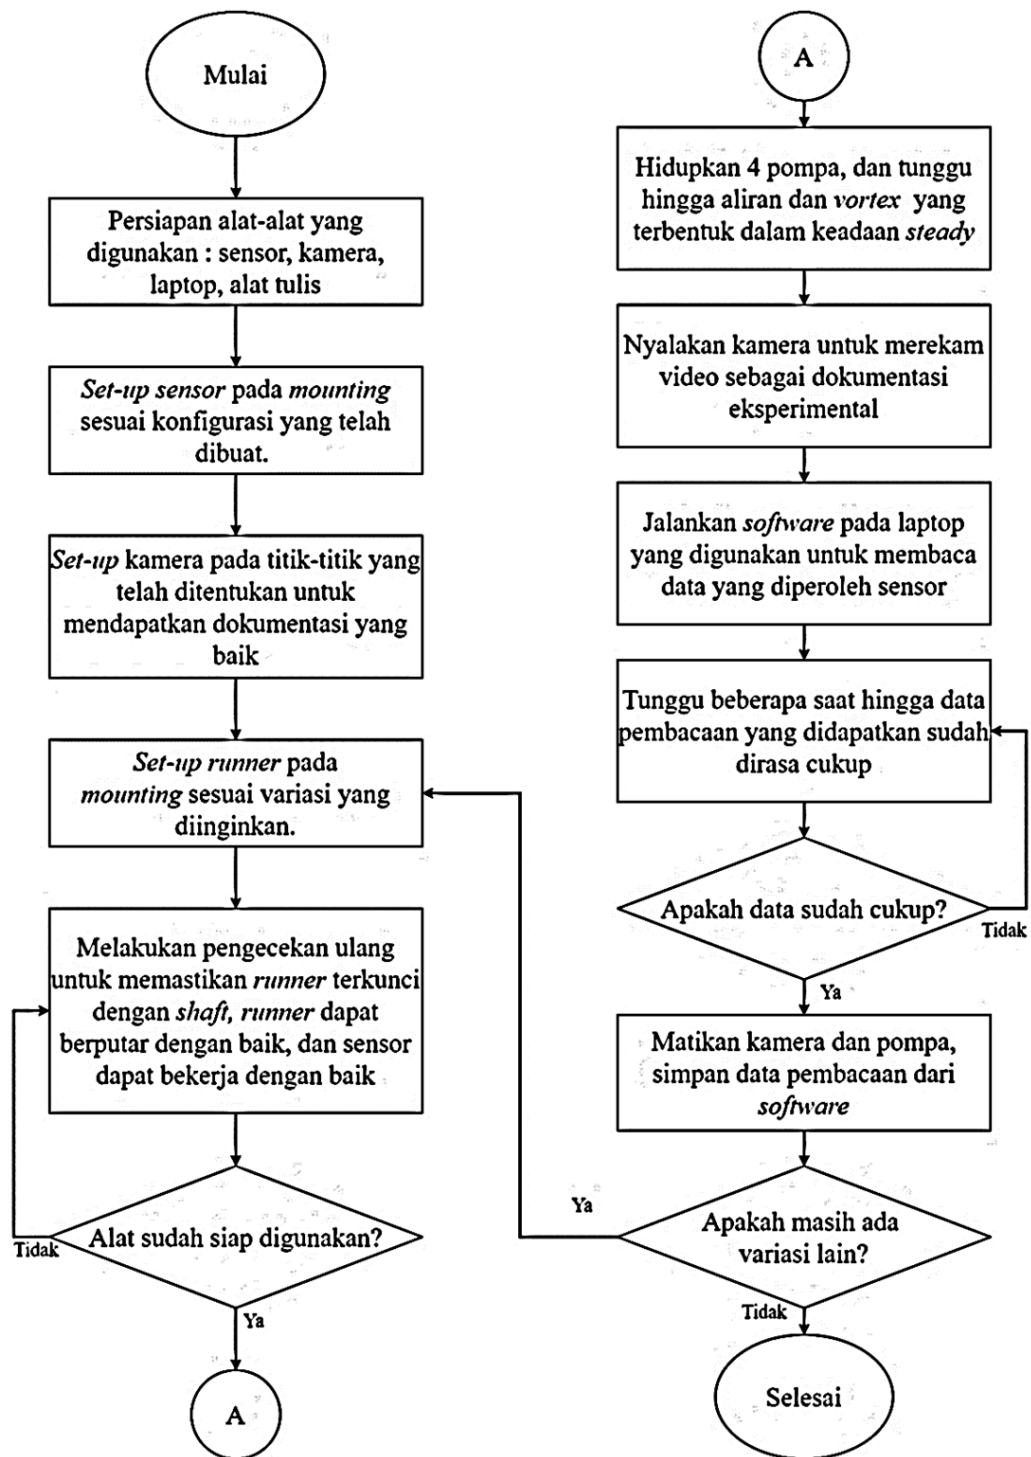 Mulai
Persiapan alat-alat yang
digunakan : sensor, kamera,
laptop, alat tulis
Set-up sensor pada mounting
sesuai konfigurasi yang telah
dibuat.
Set-up kamera pada titik-titik yang
telah ditentukan untuk
mendapatkan dokumentasi yang
baik
Set-up runner pada
mounting sesuai variasi yang
diinginkan.
Melakukan pengecekan ulang
untuk memastikan runner terkunci
dengan shaft, runner dapat
berputar dengan baik, dan sensor
dapat bekerja dengan baik
Alat sudah siap digunakan?
Tidak
Ya
A
A
Hidupkan 4 pompa, dan tunggu
hingga aliran dan vortex yang
terbentuk dalam keadaan steady
Nyalakan kamera untuk merekam
video sebagai dokumentasi
eksperimental
Jalankan software pada laptop
yang digunakan untuk membaca
data yang diperoleh sensor
Tunggu beberapa saat hingga data
pembacaan yang didapatkan sudah
dirasa cukup
Apakah data sudah cukup?
Tidak
Ya
Matikan kamera dan pompa,
simpan data pembacaan dari
software
Ya
Apakah masih ada
variasi lain?
Tidak
Selesai